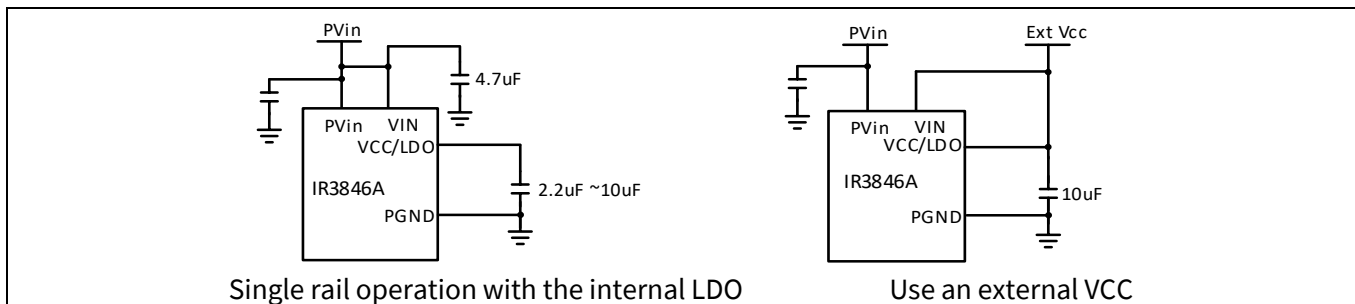 PVin
4.7uF
PVin VIN
VCC/LDO
IR3846A
2.2uF ~10uF
PGND
Single rail operation with the internal LDO
PVin
Ext Vcc
PVin VIN
VCC/LDO
IR3846A
10uF
PGND
Use an external VCC